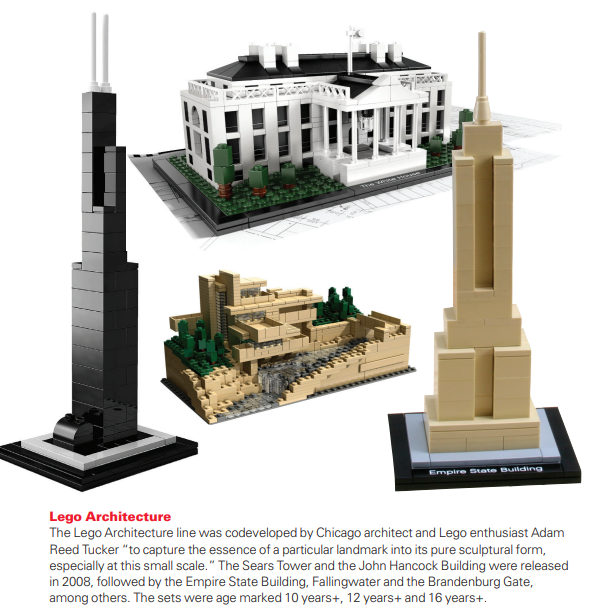 The White House
Empire State Building
Lego Architecture
The Lego Architecture line was codeveloped by Chicago architect and Lego enthusiast Adam
Reed Tucker “to capture the essence of a particular landmark into its pure sculptural form,
especially at this small scale.” The Sears Tower and the John Hancock Building were released
in 2008, followed by the Empire State Building, Fallingwater and the Brandenburg Gate,
among others. The sets were age marked 10 years+, 12 years+ and 16 years+.